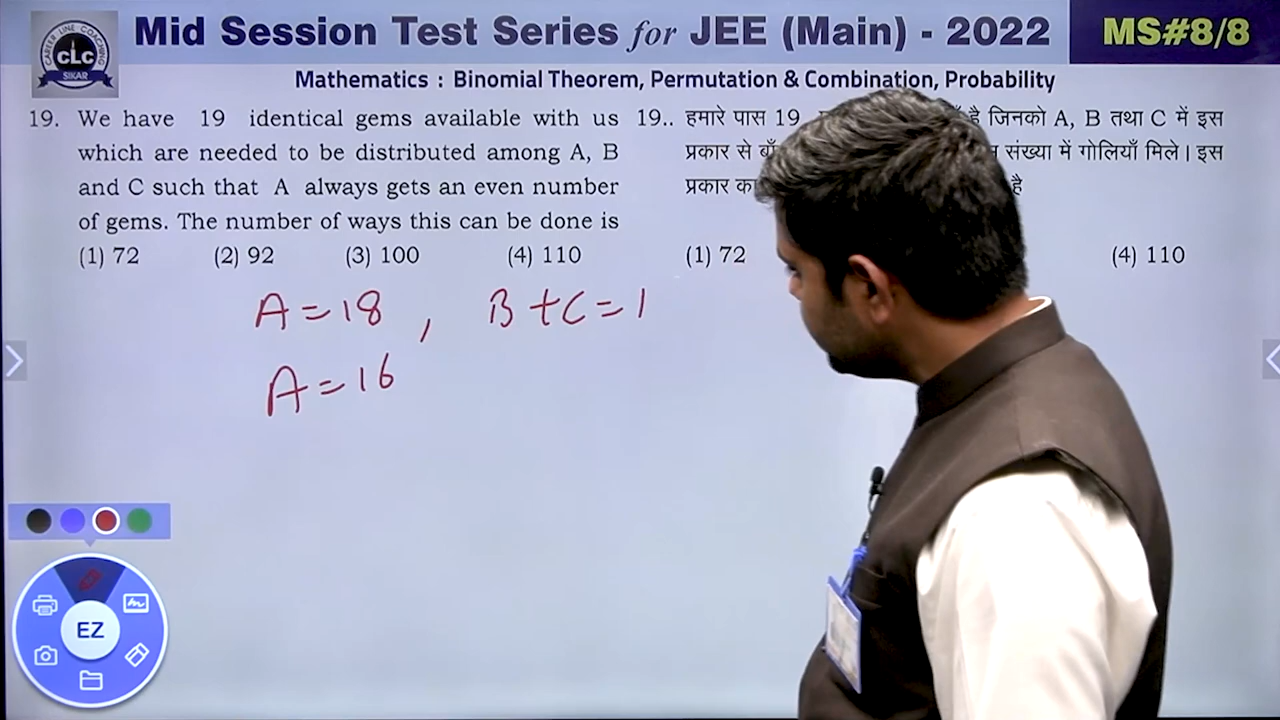 Mid Session Test Series for JEE (Main) - 2022
MS#8/8
CAREER LINE COACHING
CLC
SIKAR
Mathematics : Binomial Theorem, Permutation & Combination, Probability
19. We have 19 identical gems available with us
which are needed to be distributed among A, B
and C such that A always gets an even number
of gems. The number of ways this can be done is
(1) 72 (2) 92 (3) 100 (4) 110
19.. हमारे पास 19 है जिनको A, B तथा C में इस
प्रकार से संख्या में गोलियाँ मिले। इस
प्रकार है
(1) 72 (4) 110
A = 18 , B + C = 1
A = 16
EZ